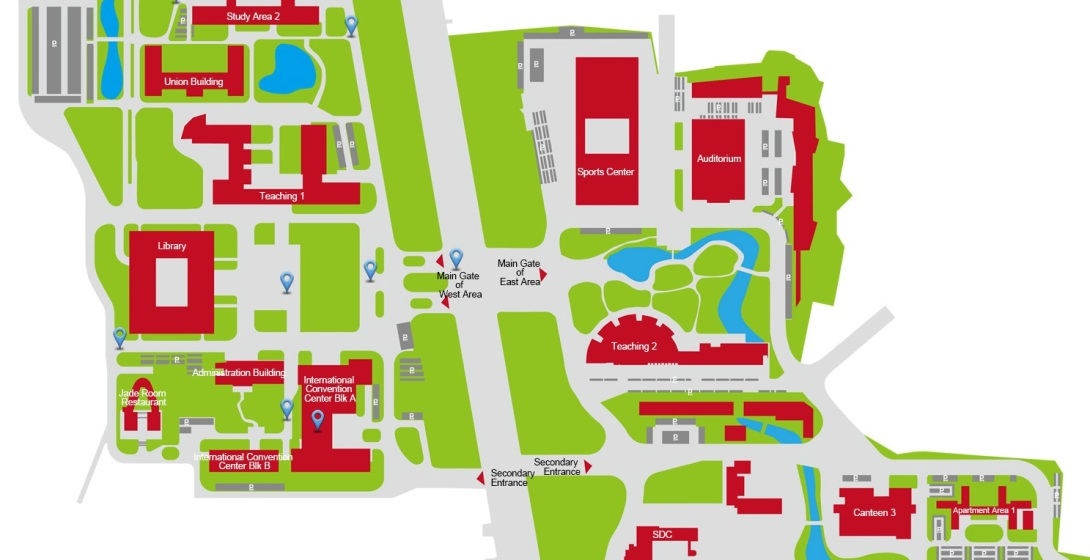 Study Area 2
Union Building
Teaching 1
Sports Center
Auditorium
Library
Main Gate
of
West Area
Main Gate
of
East Area
Teaching 2
Administration Building
International
Convention
Center Blk A
Jade Room
Restaurant
International Convention
Center Blk B
Secondary
Entrance
Secondary
Entrance
Canteen 3
Apartment Area 1
SDC